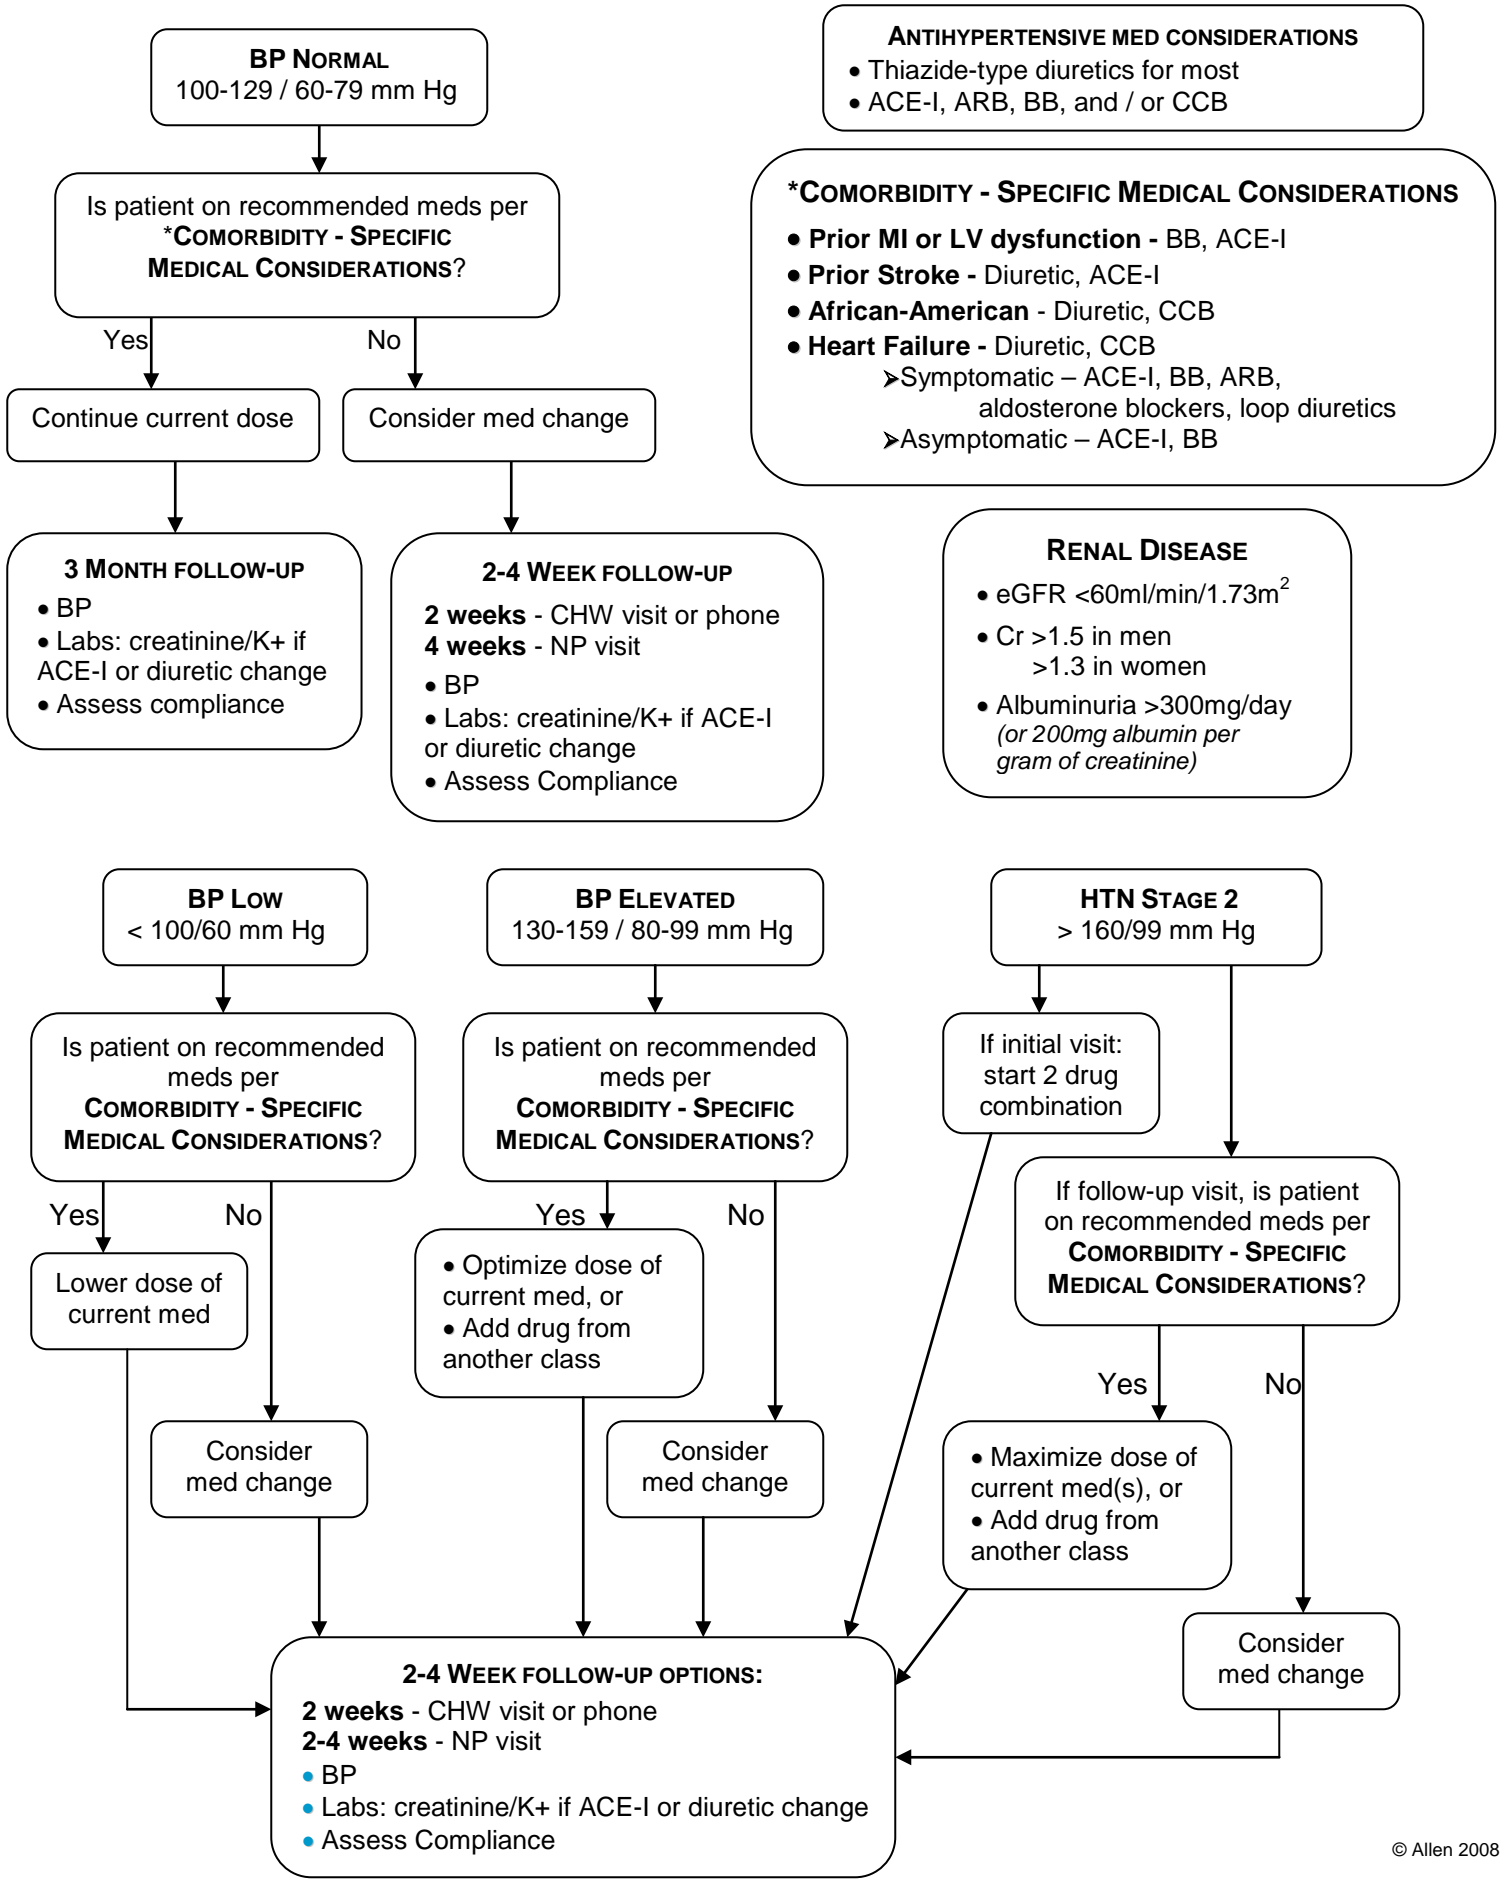 BP NORMAL
100-129 / 60-79 mm Hg
ANTIHYPERTENSIVE MED CONSIDERATIONS
• Thiazide-type diuretics for most
• ACE-I, ARB, BB, and / or CCB
Is patient on recommended meds per
*COMORBIDITY - SPECIFIC
MEDICAL CONSIDERATIONS?
*COMORBIDITY - SPECIFIC MEDICAL CONSIDERATIONS
• Prior MI or LV dysfunction - BB, ACE-I
• Prior Stroke - Diuretic, ACE-I
• African-American - Diuretic, CCB
• Heart Failure - Diuretic, CCB
➢Symptomatic – ACE-I, BB, ARB,
aldosterone blockers, loop diuretics
➢Asymptomatic – ACE-I, BB
Yes
No
Continue current dose
Consider med change
3 MONTH FOLLOW-UP
• BP
• Labs: creatinine/K+ if
ACE-I or diuretic change
• Assess compliance
2-4 WEEK FOLLOW-UP
2 weeks - CHW visit or phone
4 weeks - NP visit
• BP
• Labs: creatinine/K+ if ACE-I
or diuretic change
• Assess Compliance
RENAL DISEASE
• eGFR <60ml/min/1.73m²
• Cr >1.5 in men
>1.3 in women
• Albuminuria >300mg/day
(or 200mg albumin per
gram of creatinine)
BP LOW
< 100/60 mm Hg
BP ELEVATED
130-159 / 80-99 mm Hg
HTN STAGE 2
> 160/99 mm Hg
Is patient on recommended
meds per
COMORBIDITY - SPECIFIC
MEDICAL CONSIDERATIONS?
Is patient on recommended
meds per
COMORBIDITY - SPECIFIC
MEDICAL CONSIDERATIONS?
If initial visit:
start 2 drug
combination
If follow-up visit, is patient
on recommended meds per
COMORBIDITY - SPECIFIC
MEDICAL CONSIDERATIONS?
Yes
No
Yes
No
Lower dose of
current med
• Optimize dose of
current med, or
• Add drug from
another class
Yes
No
Consider
med change
Consider
med change
• Maximize dose of
current med(s), or
• Add drug from
another class
Consider
med change
2-4 WEEK FOLLOW-UP OPTIONS:
2 weeks - CHW visit or phone
2-4 weeks - NP visit
• BP
• Labs: creatinine/K+ if ACE-I or diuretic change
• Assess Compliance
© Allen 2008